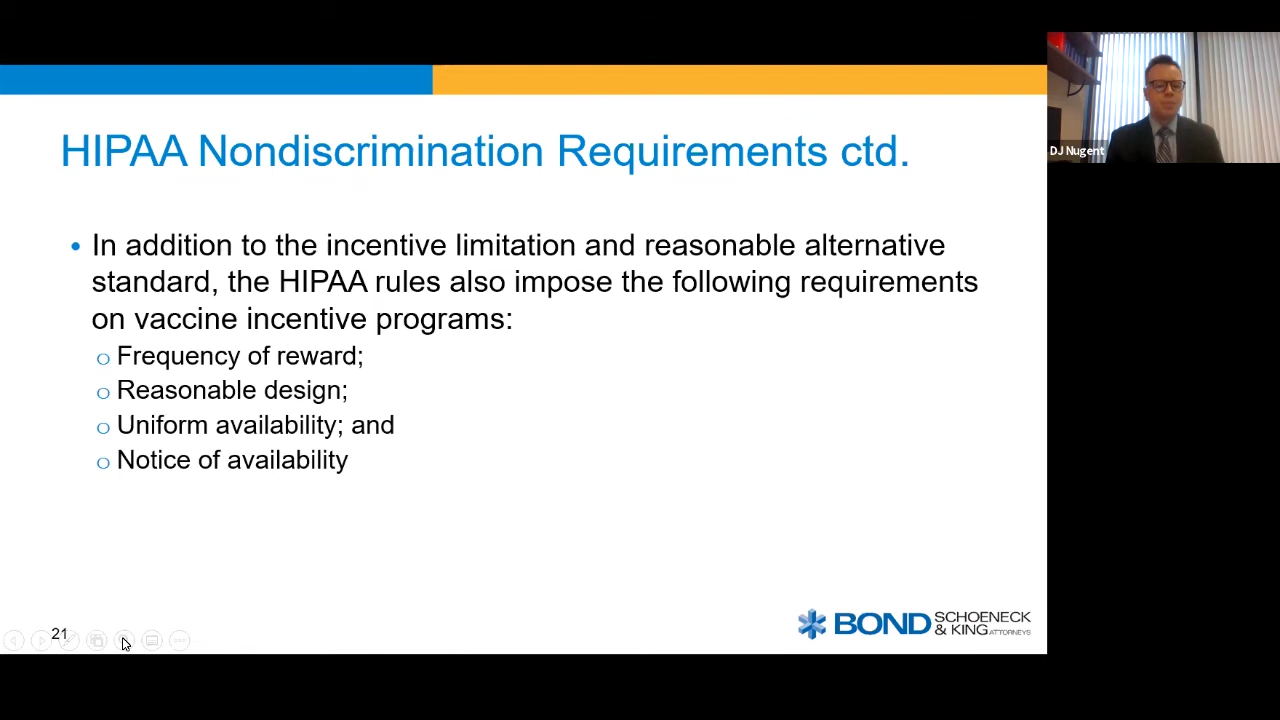 HIPAA Nondiscrimination Requirements ctd.
DJ Nugent
In addition to the incentive limitation and reasonable alternative
standard, the HIPAA rules also impose the following requirements
on vaccine incentive programs:
Frequency of reward;
Reasonable design;
Uniform availability; and
Notice of availability
21
BOND SCHOENECK
& KING ATTORNEYS